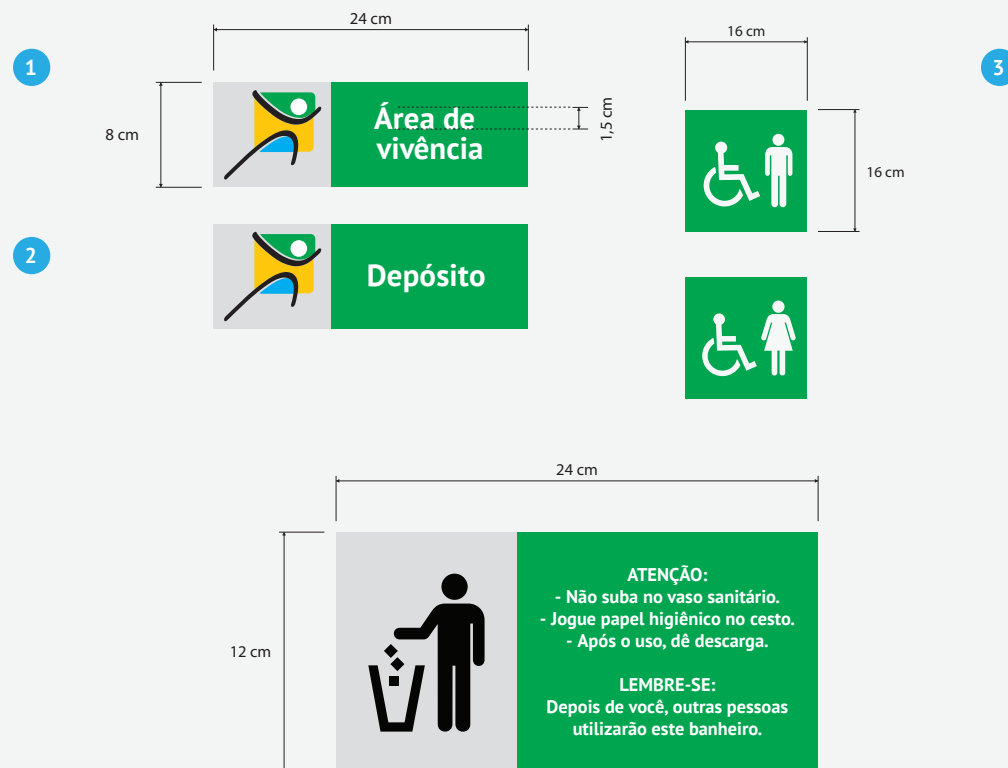 24 cm
16 cm
1
3
8 cm
Área de
vivência
1,5 cm
16 cm
2
Depósito
24 cm
12 cm
ATENÇÃO:
- Não suba no vaso sanitário.
- Jogue papel higiênico no cesto.
- Após o uso, dê descarga.
LEMBRE-SE:
Depois de você, outras pessoas
utilizarão este banheiro.